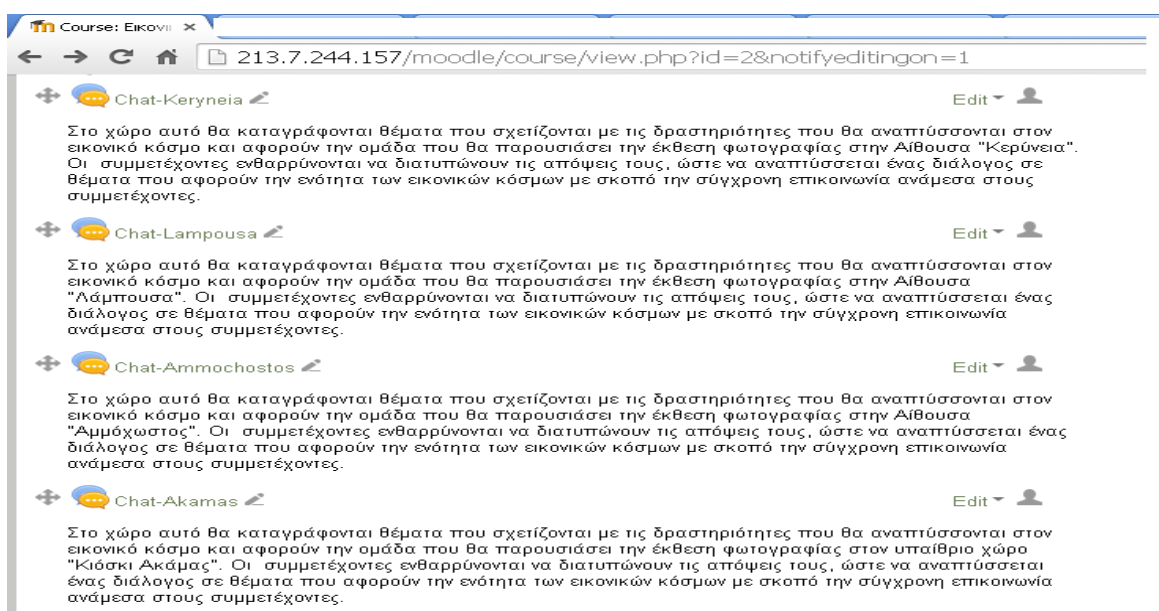 Course: Εικονι
213.7.244.157/moodle/course/view.php?id=2&notifyeditingon=1
Chat-Keryneia Edit
Στο χώρο αυτό θα καταγράφονται θέματα που σχετίζονται με τις δραστηριότητες που θα αναπτύσσονται στον
εικονικό κόσμο και αφορούν την ομάδα που θα παρουσιάσει την έκθεση φωτογραφίας στην Αίθουσα "Κερύνεια".
Οι συμμετέχοντες ενθαρρύνονται να διατυπώνουν τις απόψεις τους, ώστε να αναπτύσσεται ένας διάλογος σε
θέματα που αφορούν την ενότητα των εικονικών κόσμων με σκοπό την σύγχρονη επικοινωνία ανάμεσα στους
συμμετέχοντες.
Chat-Lampousa Edit
Στο χώρο αυτό θα καταγράφονται θέματα που σχετίζονται με τις δραστηριότητες που θα αναπτύσσονται στον
εικονικό κόσμο και αφορούν την ομάδα που θα παρουσιάσει την έκθεση φωτογραφίας στην Αίθουσα
"Λάμπουσα". Οι συμμετέχοντες ενθαρρύνονται να διατυπώνουν τις απόψεις τους, ώστε να αναπτύσσεται ένας
διάλογος σε θέματα που αφορούν την ενότητα των εικονικών κόσμων με σκοπό την σύγχρονη επικοινωνία
ανάμεσα στους συμμετέχοντες.
Chat-Ammochostos Edit
Στο χώρο αυτό θα καταγράφονται θέματα που σχετίζονται με τις δραστηριότητες που θα αναπτύσσονται στον
εικονικό κόσμο και αφορούν την ομάδα που θα παρουσιάσει την έκθεση φωτογραφίας στην Αίθουσα
"Αμμόχωστος". Οι συμμετέχοντες ενθαρρύνονται να διατυπώνουν τις απόψεις τους, ώστε να αναπτύσσεται ένας
διάλογος σε θέματα που αφορούν την ενότητα των εικονικών κόσμων με σκοπό την σύγχρονη επικοινωνία
ανάμεσα στους συμμετέχοντες.
Chat-Akamas Edit
Στο χώρο αυτό θα καταγράφονται θέματα που σχετίζονται με τις δραστηριότητες που θα αναπτύσσονται στον
εικονικό κόσμο και αφορούν την ομάδα που θα παρουσιάσει την έκθεση φωτογραφίας στον υπαίθριο χώρο
"Κιόσκι Ακάμας". Οι συμμετέχοντες ενθαρρύνονται να διατυπώνουν τις απόψεις τους, ώστε να αναπτύσσεται
ένας διάλογος σε θέματα που αφορούν την ενότητα των εικονικών κόσμων με σκοπό την σύγχρονη επικοινωνία
ανάμεσα στους συμμετέχοντες.